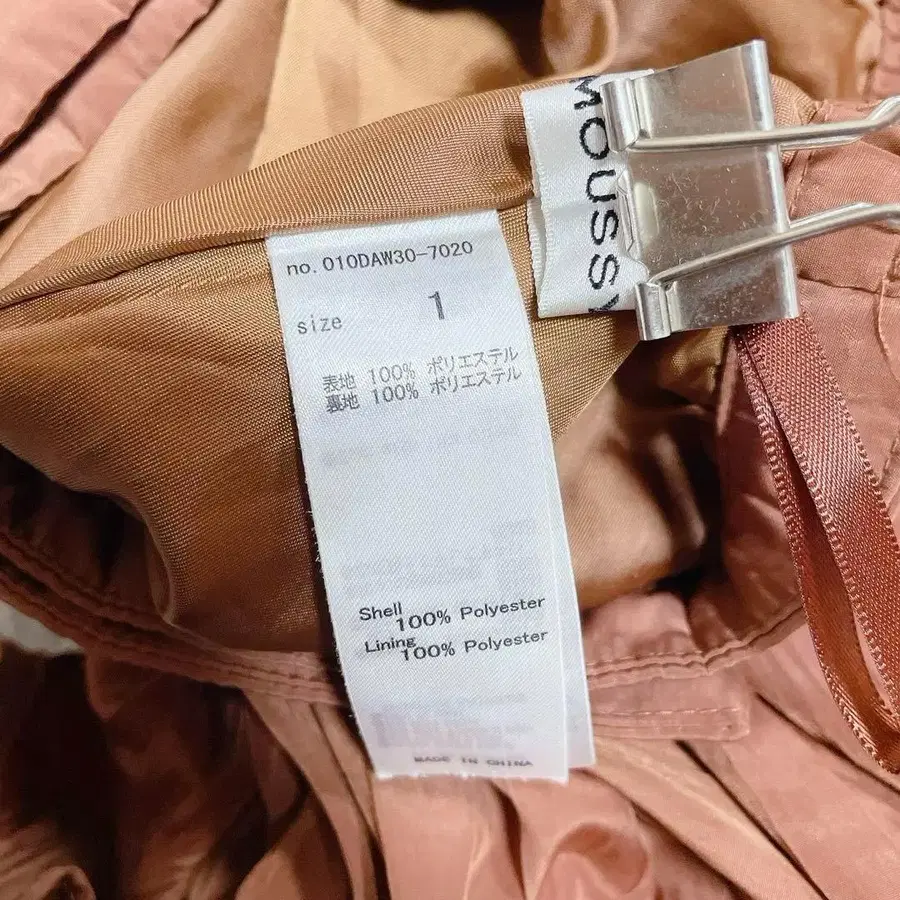 MOUSSY
no. 010DAW30-7020
size 1
表地 100% ポリエステル
裏地 100% ポリエステル
Shell
100% Polyester
Lining
100% Polyester
MADE IN CHINA